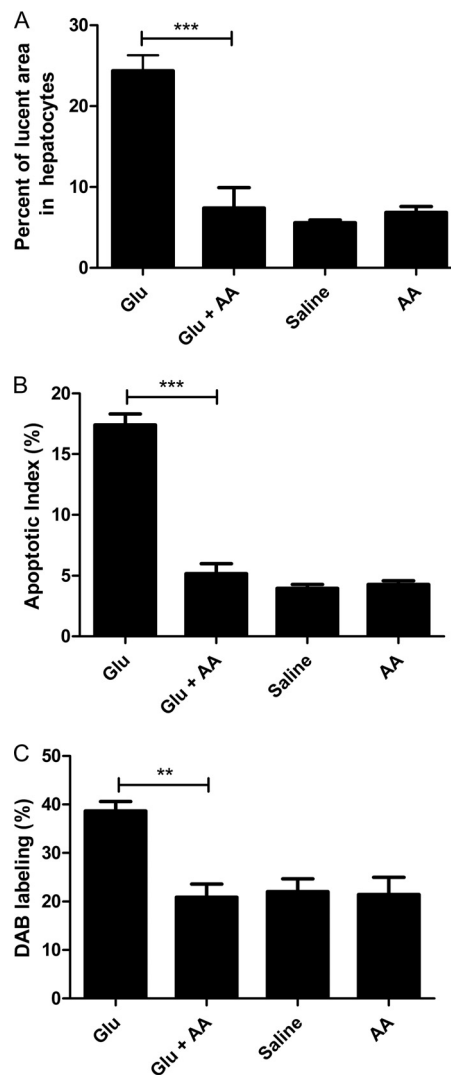 A
Percent of lucent area
in hepatocytes
30
20
10
0
***
Glu
Glu + AA
Saline
AA
B
Apoptotic Index (%)
20
15
10
5
0
***
Glu
Glu + AA
Saline
AA
C
DAB labeling (%)
50
40
30
20
10
0
**
Glu
Glu + AA
Saline
AA